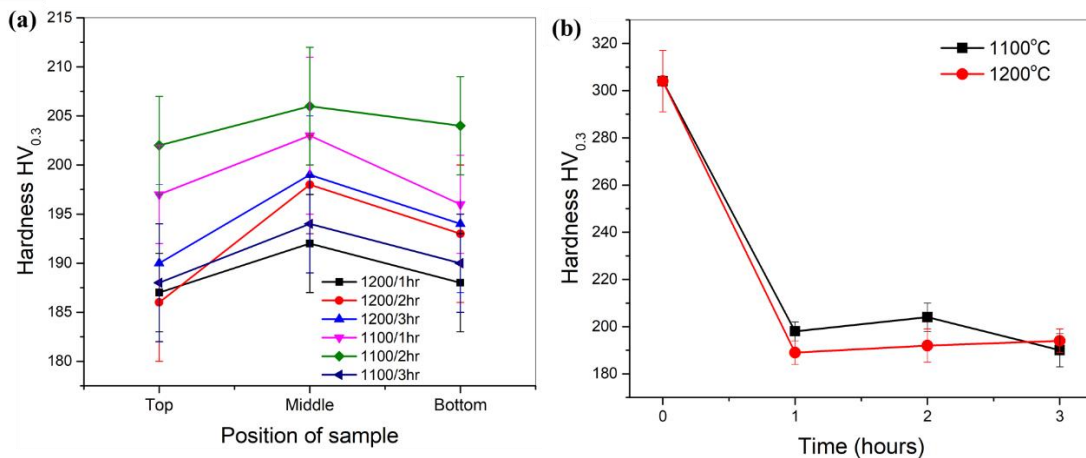 (a)
215
210
205
200
195
190
185
180
Hardness HV0.3
1200/1hr
1200/2hr
1200/3hr
1100/1hr
1100/2hr
1100/3hr
Top Middle Bottom
Position of sample
(b)
320
300
280
260
240
220
200
180
Hardness HV0.3
1100°C
1200°C
0 1 2 3
Time (hours)